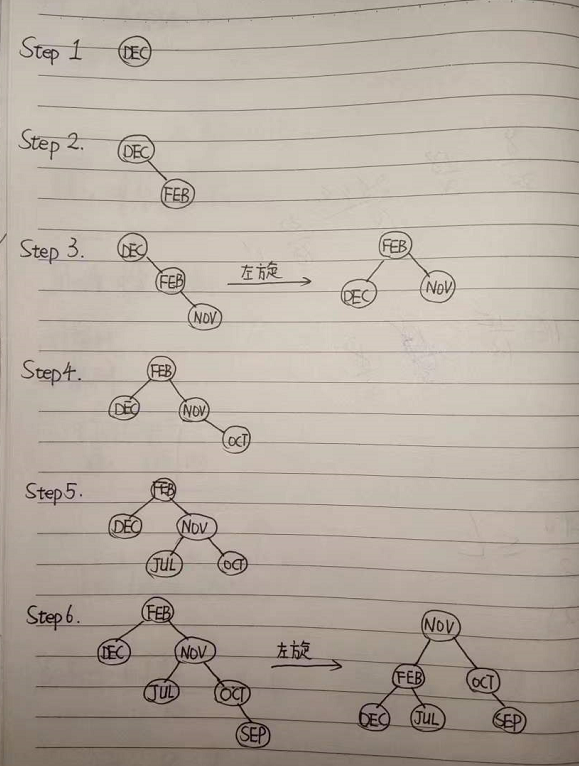 Step 1 DEC
Step 2. DEC
FEB
Step 3. DEC 左旋 FEB
FEB DEC NOV
NOV
Step4. FEB
DEC NOV
OCT
Step5. FEB
DEC NOV
JUL OCT
Step6. FEB 左旋 NOV
DEC NOV FEB OCT
JUL OCT DEC JUL SEP
SEP